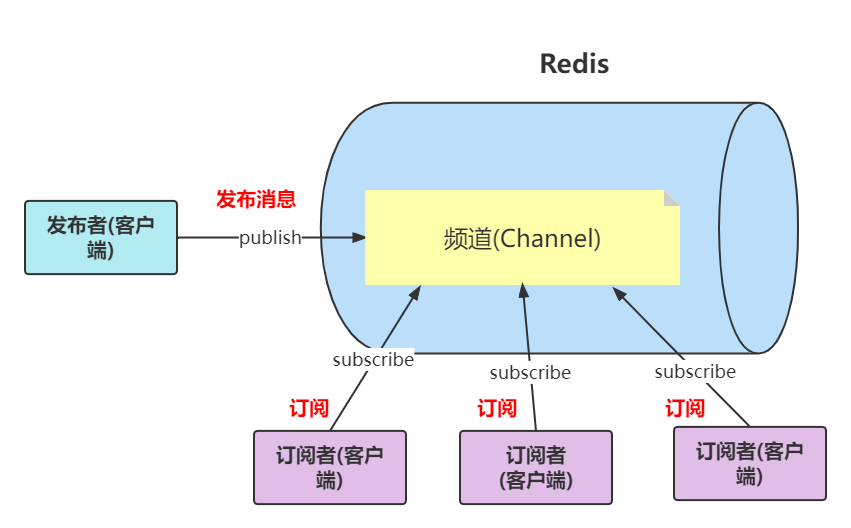 Redis
发布消息
发布者(客户
端)
publish
频道(Channel)
subscribe
subscribe
subscribe
订阅
订阅
订阅
订阅者(客户
端)
订阅者
(客户端)
订阅者(客户
端)